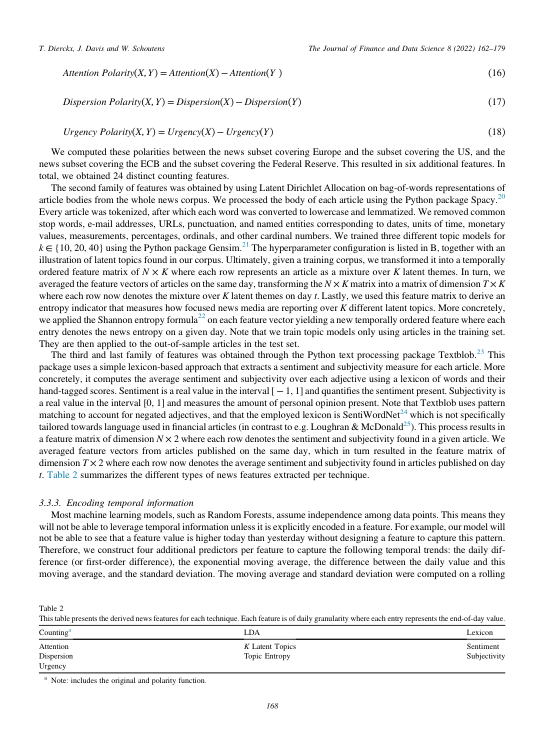 T. Diercks, J. Davis and W. Schoutens The Journal of Finance and Data Science 8 (2022) 162–179
Attention Polarity(X, Y) = Attention(X) − Attention(Y ) (16)
Dispersion Polarity(X, Y) = Dispersion(X) − Dispersion(Y) (17)
Urgency Polarity(X, Y) = Urgency(X) − Urgency(Y) (18)
We computed these polarities between the news subset covering Europe and the subset covering the US, and the
news subset covering the ECB and the subset covering the Federal Reserve. This resulted in six additional features. In
total, we obtained 24 distinct counting features.
The second family of features was obtained by using Latent Dirichlet Allocation on bag-of-words representations of
article bodies from the whole news corpus. We processed the body of each article using the Python package Spacy.20
Every article was tokenized, after which each word was converted to lowercase and lemmatized. We removed common
stop words, e-mail addresses, URLs, punctuation, and named entities corresponding to dates, units of time, monetary
values, measurements, percentages, ordinals, and other cardinal numbers. We trained three different topic models for
k ∈ {10, 20, 40} using the Python package Gensim.21 The hyperparameter configuration is listed in B, together with an
illustration of latent topics found in our corpus. Ultimately, given a training corpus, we transformed it into a temporally
ordered feature matrix of N × K where each row represents an article as a mixture over K latent themes. In turn, we
averaged the feature vectors of articles on the same day, transforming the N × K matrix into a matrix of dimension T × K
where each row now denotes the mixture over K latent themes on day t. Lastly, we used this feature matrix to derive an
entropy indicator that measures how focused news media are reporting over K different latent topics. More concretely,
we applied the Shannon entropy formula22 on each feature vector yielding a new temporally ordered feature where each
entry denotes the news entropy on a given day. Note that we train topic models only using articles in the training set.
They are then applied to the out-of-sample articles in the test set.
The third and last family of features was obtained through the Python text processing package Textblob.23 This
package uses a simple lexicon-based approach that extracts a sentiment and subjectivity measure for each article. More
concretely, it computes the average sentiment and subjectivity over each adjective using a lexicon of words and their
hand-tagged scores. Sentiment is a real value in the interval [ − 1, 1] and quantifies the sentiment present. Subjectivity is
a real value in the interval [0, 1] and measures the amount of personal opinion present. Note that Textblob uses pattern
matching to account for negated adjectives, and that the employed lexicon is SentiWordNet24 which is not specifically
tailored towards language used in financial articles (in contrast to e.g. Loughran & McDonald25). This process results in
a feature matrix of dimension N × 2 where each row denotes the sentiment and subjectivity found in a given article. We
averaged feature vectors from articles published on the same day, which in turn resulted in the feature matrix of
dimension T × 2 where each row now denotes the average sentiment and subjectivity found in articles published on day
t. Table 2 summarizes the different types of news features extracted per technique.
3.3.3. Encoding temporal information
Most machine learning models, such as Random Forests, assume independence among data points. This means they
will not be able to leverage temporal information unless it is explicitly encoded in a feature. For example, our model will
not be able to see that a feature value is higher today than yesterday without designing a feature to capture this pattern.
Therefore, we construct four additional predictors per feature to capture the following temporal trends: the daily dif-
ference (or first-order difference), the exponential moving average, the difference between the daily value and this
moving average, and the standard deviation. The moving average and standard deviation were computed on a rolling
Table 2
This table presents the derived news features for each technique. Each feature is of daily granularity where each entry represents the end-of-day value.
Countinga LDA Lexicon
Attention K Latent Topics Sentiment
Dispersion Topic Entropy Subjectivity
Urgency
a Note: includes the original and polarity function.
168